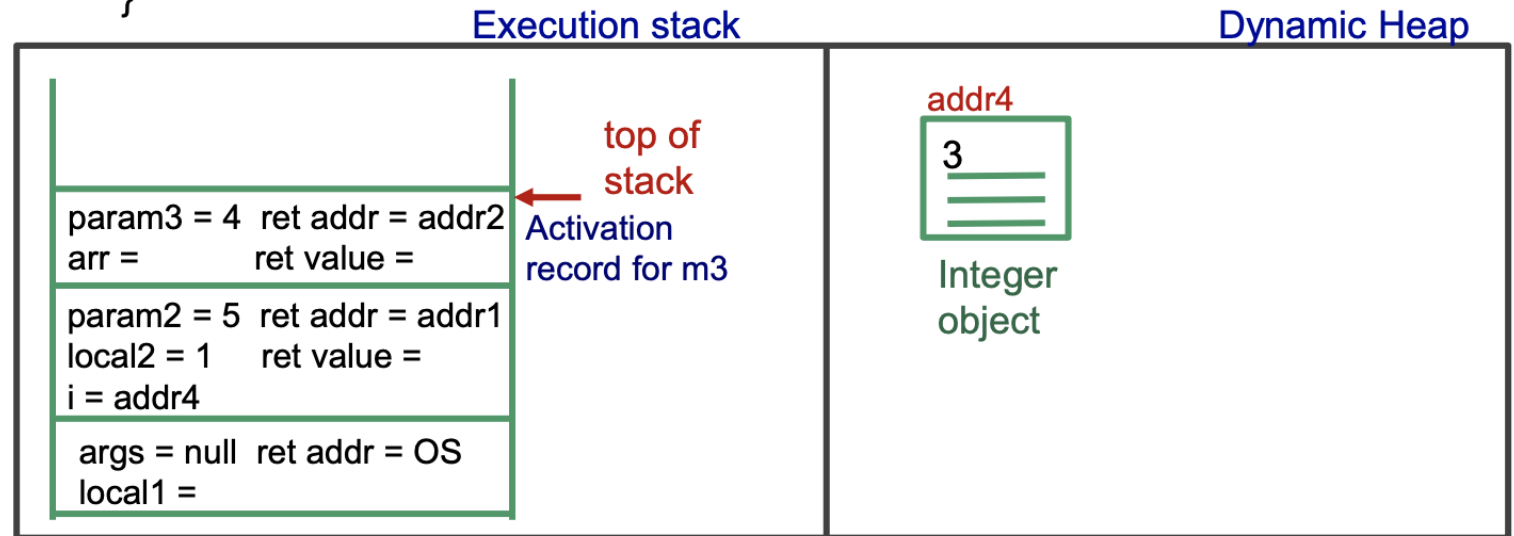 }
Execution stack
Dynamic Heap
top of
stack
param3 = 4 ret addr = addr2
arr = ret value =
Activation
record for m3
param2 = 5 ret addr = addr1
local2 = 1 ret value =
i = addr4
args = null ret addr = OS
local1 =
addr4
3
Integer
object